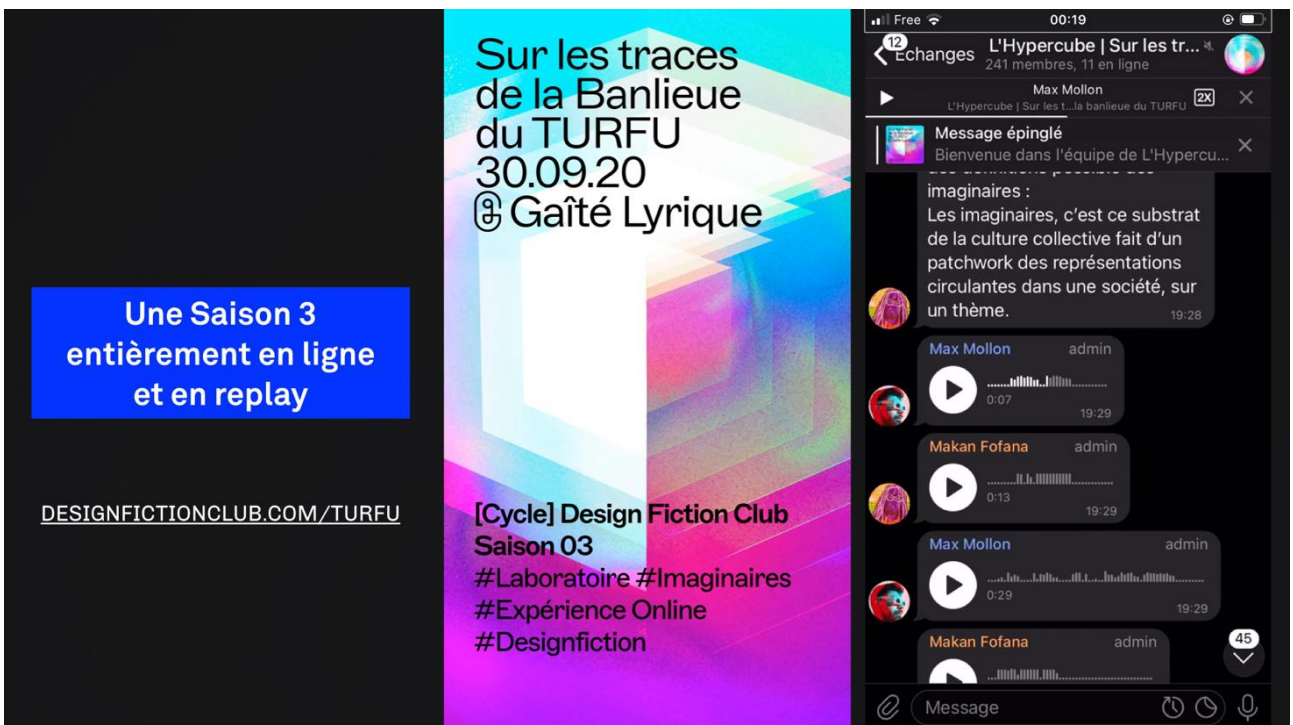 Une Saison 3
entièrement en ligne
et en replay
DESIGNFICTIONCLUB.COM/TURFU
Sur les traces
de la Banlieue
du TURFU
30.09.20
@ Gaîté Lyrique
[Cycle] Design Fiction Club
Saison 03
#Laboratoire #Imaginaires
#Expérience Online
#Designfiction
Free 00:19
12
Echanges
L'Hypercube | Sur les tr...
241 membres, 11 en ligne
Max Mollon
L'Hypercube | Sur les t...la banlieue du TURFU
2X
Message épinglé
Bienvenue dans l'équipe de L'Hypercu...
des définitions possible des
imaginaires :
Les imaginaires, c'est ce substrat
de la culture collective fait d'un
patchwork des représentations
circulantes dans une société, sur
un thème.
19:28
Max Mollon admin
0:07
19:29
Makan Fofana admin
0:13
19:29
Max Mollon admin
0:29
19:29
Makan Fofana admin
45
Message